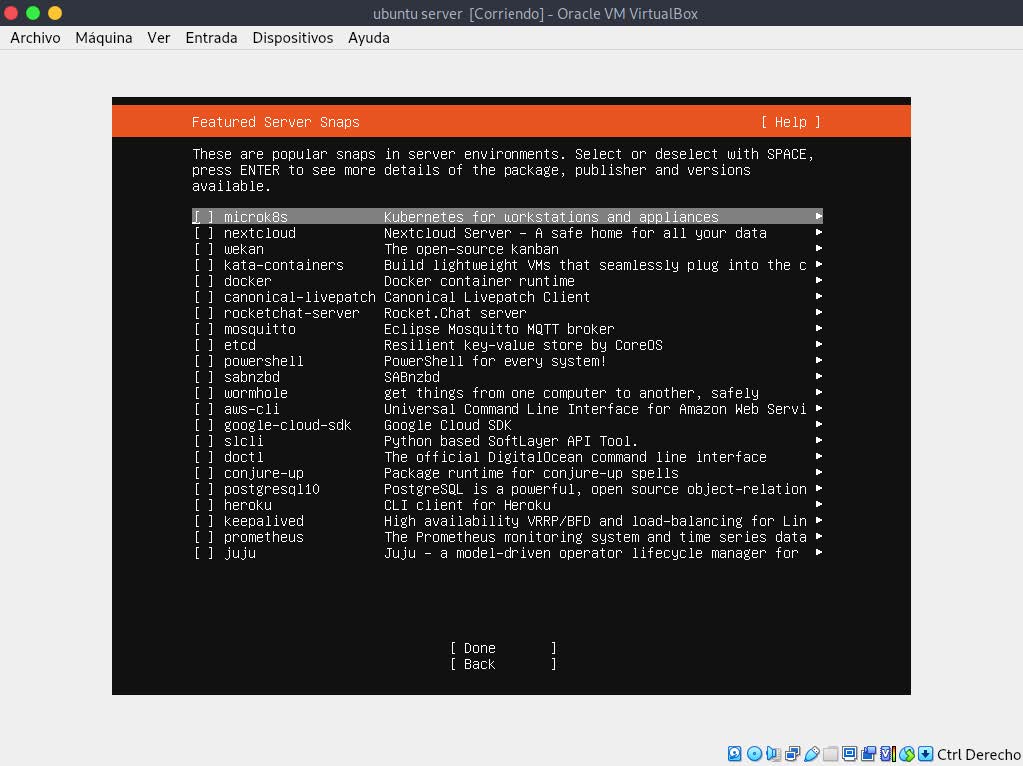 ubuntu server [Corriendo] - Oracle VM VirtualBox
Archivo Máquina Ver Entrada Dispositivos Ayuda
Featured Server Snaps [ Help ]
These are popular snaps in server environments. Select or deselect with SPACE,
press ENTER to see more details of the package, publisher and versions
available.
[ ] microk8s Kubernetes for workstations and appliances ►
[ ] nextcloud Nextcloud Server - A safe home for all your data ►
[ ] wekan The open-source kanban ►
[ ] kata-containers Build lightweight VMs that seamlessly plug into the c ►
[ ] docker Docker container runtime ►
[ ] canonical-livepatch Canonical Livepatch Client ►
[ ] rocketchat-server Rocket.Chat server ►
[ ] mosquitto Eclipse Mosquitto MQTT broker ►
[ ] etcd Resilient key-value store by CoreOS ►
[ ] powershell PowerShell for every system! ►
[ ] sabnzbd SABnzbd ►
[ ] wormhole get things from one computer to another, safely ►
[ ] aws-cli Universal Command Line Interface for Amazon Web Servi ►
[ ] google-cloud-sdk Google Cloud SDK ►
[ ] slcli Python based SoftLayer API Tool. ►
[ ] doctl The official DigitalOcean command line interface ►
[ ] conjure-up Package runtime for conjure-up spells ►
[ ] postgresql10 PostgreSQL is a powerful, open source object-relation ►
[ ] heroku CLI client for Heroku ►
[ ] keepalived High availability VRRP/BFD and load-balancing for Lin ►
[ ] prometheus The Prometheus monitoring system and time series data ►
[ ] juju Juju - a model-driven operator lifecycle manager for ►
[ Done ]
[ Back ]
Ctrl Derecho